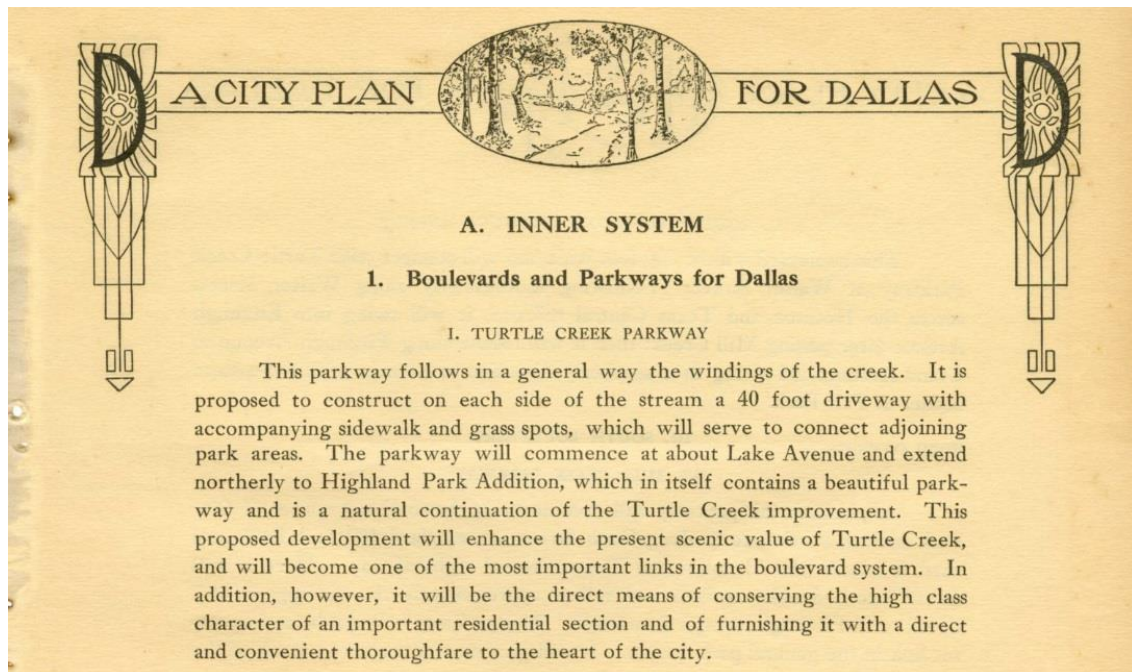 D A CITY PLAN FOR DALLAS D
A. INNER SYSTEM
1. Boulevards and Parkways for Dallas
I. TURTLE CREEK PARKWAY
This parkway follows in a general way the windings of the creek. It is
proposed to construct on each side of the stream a 40 foot driveway with
accompanying sidewalk and grass spots, which will serve to connect adjoining
park areas. The parkway will commence at about Lake Avenue and extend
northerly to Highland Park Addition, which in itself contains a beautiful park-
way and is a natural continuation of the Turtle Creek improvement. This
proposed development will enhance the present scenic value of Turtle Creek,
and will become one of the most important links in the boulevard system. In
addition, however, it will be the direct means of conserving the high class
character of an important residential section and of furnishing it with a direct
and convenient thoroughfare to the heart of the city.